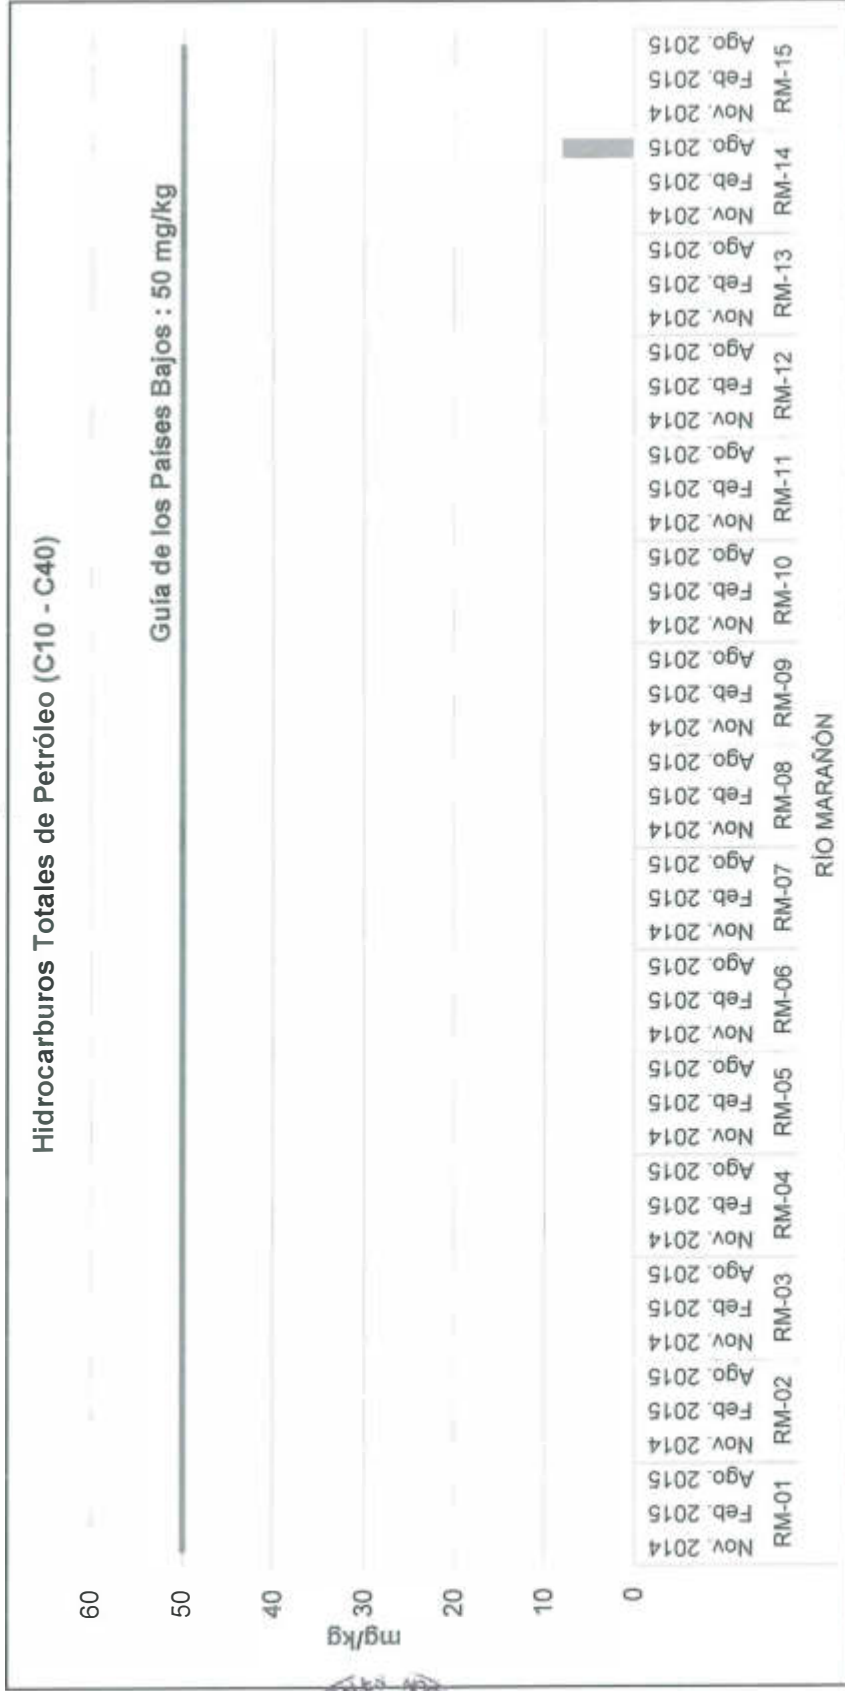 Hidrocarburos Totales de Petróleo (C10 - C40)
60
50
40
30
20
10
0
mg/kg
Guía de los Países Bajos : 50 mg/kg
Nov. 2014 Feb. 2015 Ago. 2015 Nov. 2014 Feb. 2015 Ago. 2015 Nov. 2014 Feb. 2015 Ago. 2015 Nov. 2014 Feb. 2015 Ago. 2015 Nov. 2014 Feb. 2015 Ago. 2015 Nov. 2014 Feb. 2015 Ago. 2015 Nov. 2014 Feb. 2015 Ago. 2015 Nov. 2014 Feb. 2015 Ago. 2015 Nov. 2014 Feb. 2015 Ago. 2015 Nov. 2014 Feb. 2015 Ago. 2015 Nov. 2014 Feb. 2015 Ago. 2015 Nov. 2014 Feb. 2015 Ago. 2015 Nov. 2014 Feb. 2015 Ago. 2015 Nov. 2014 Feb. 2015 Ago. 2015 Nov. 2014 Feb. 2015 Ago. 2015
RM-01 RM-02 RM-03 RM-04 RM-05 RM-06 RM-07 RM-08 RM-09 RM-10 RM-11 RM-12 RM-13 RM-14 RM-15
RÍO MARAÑÓN